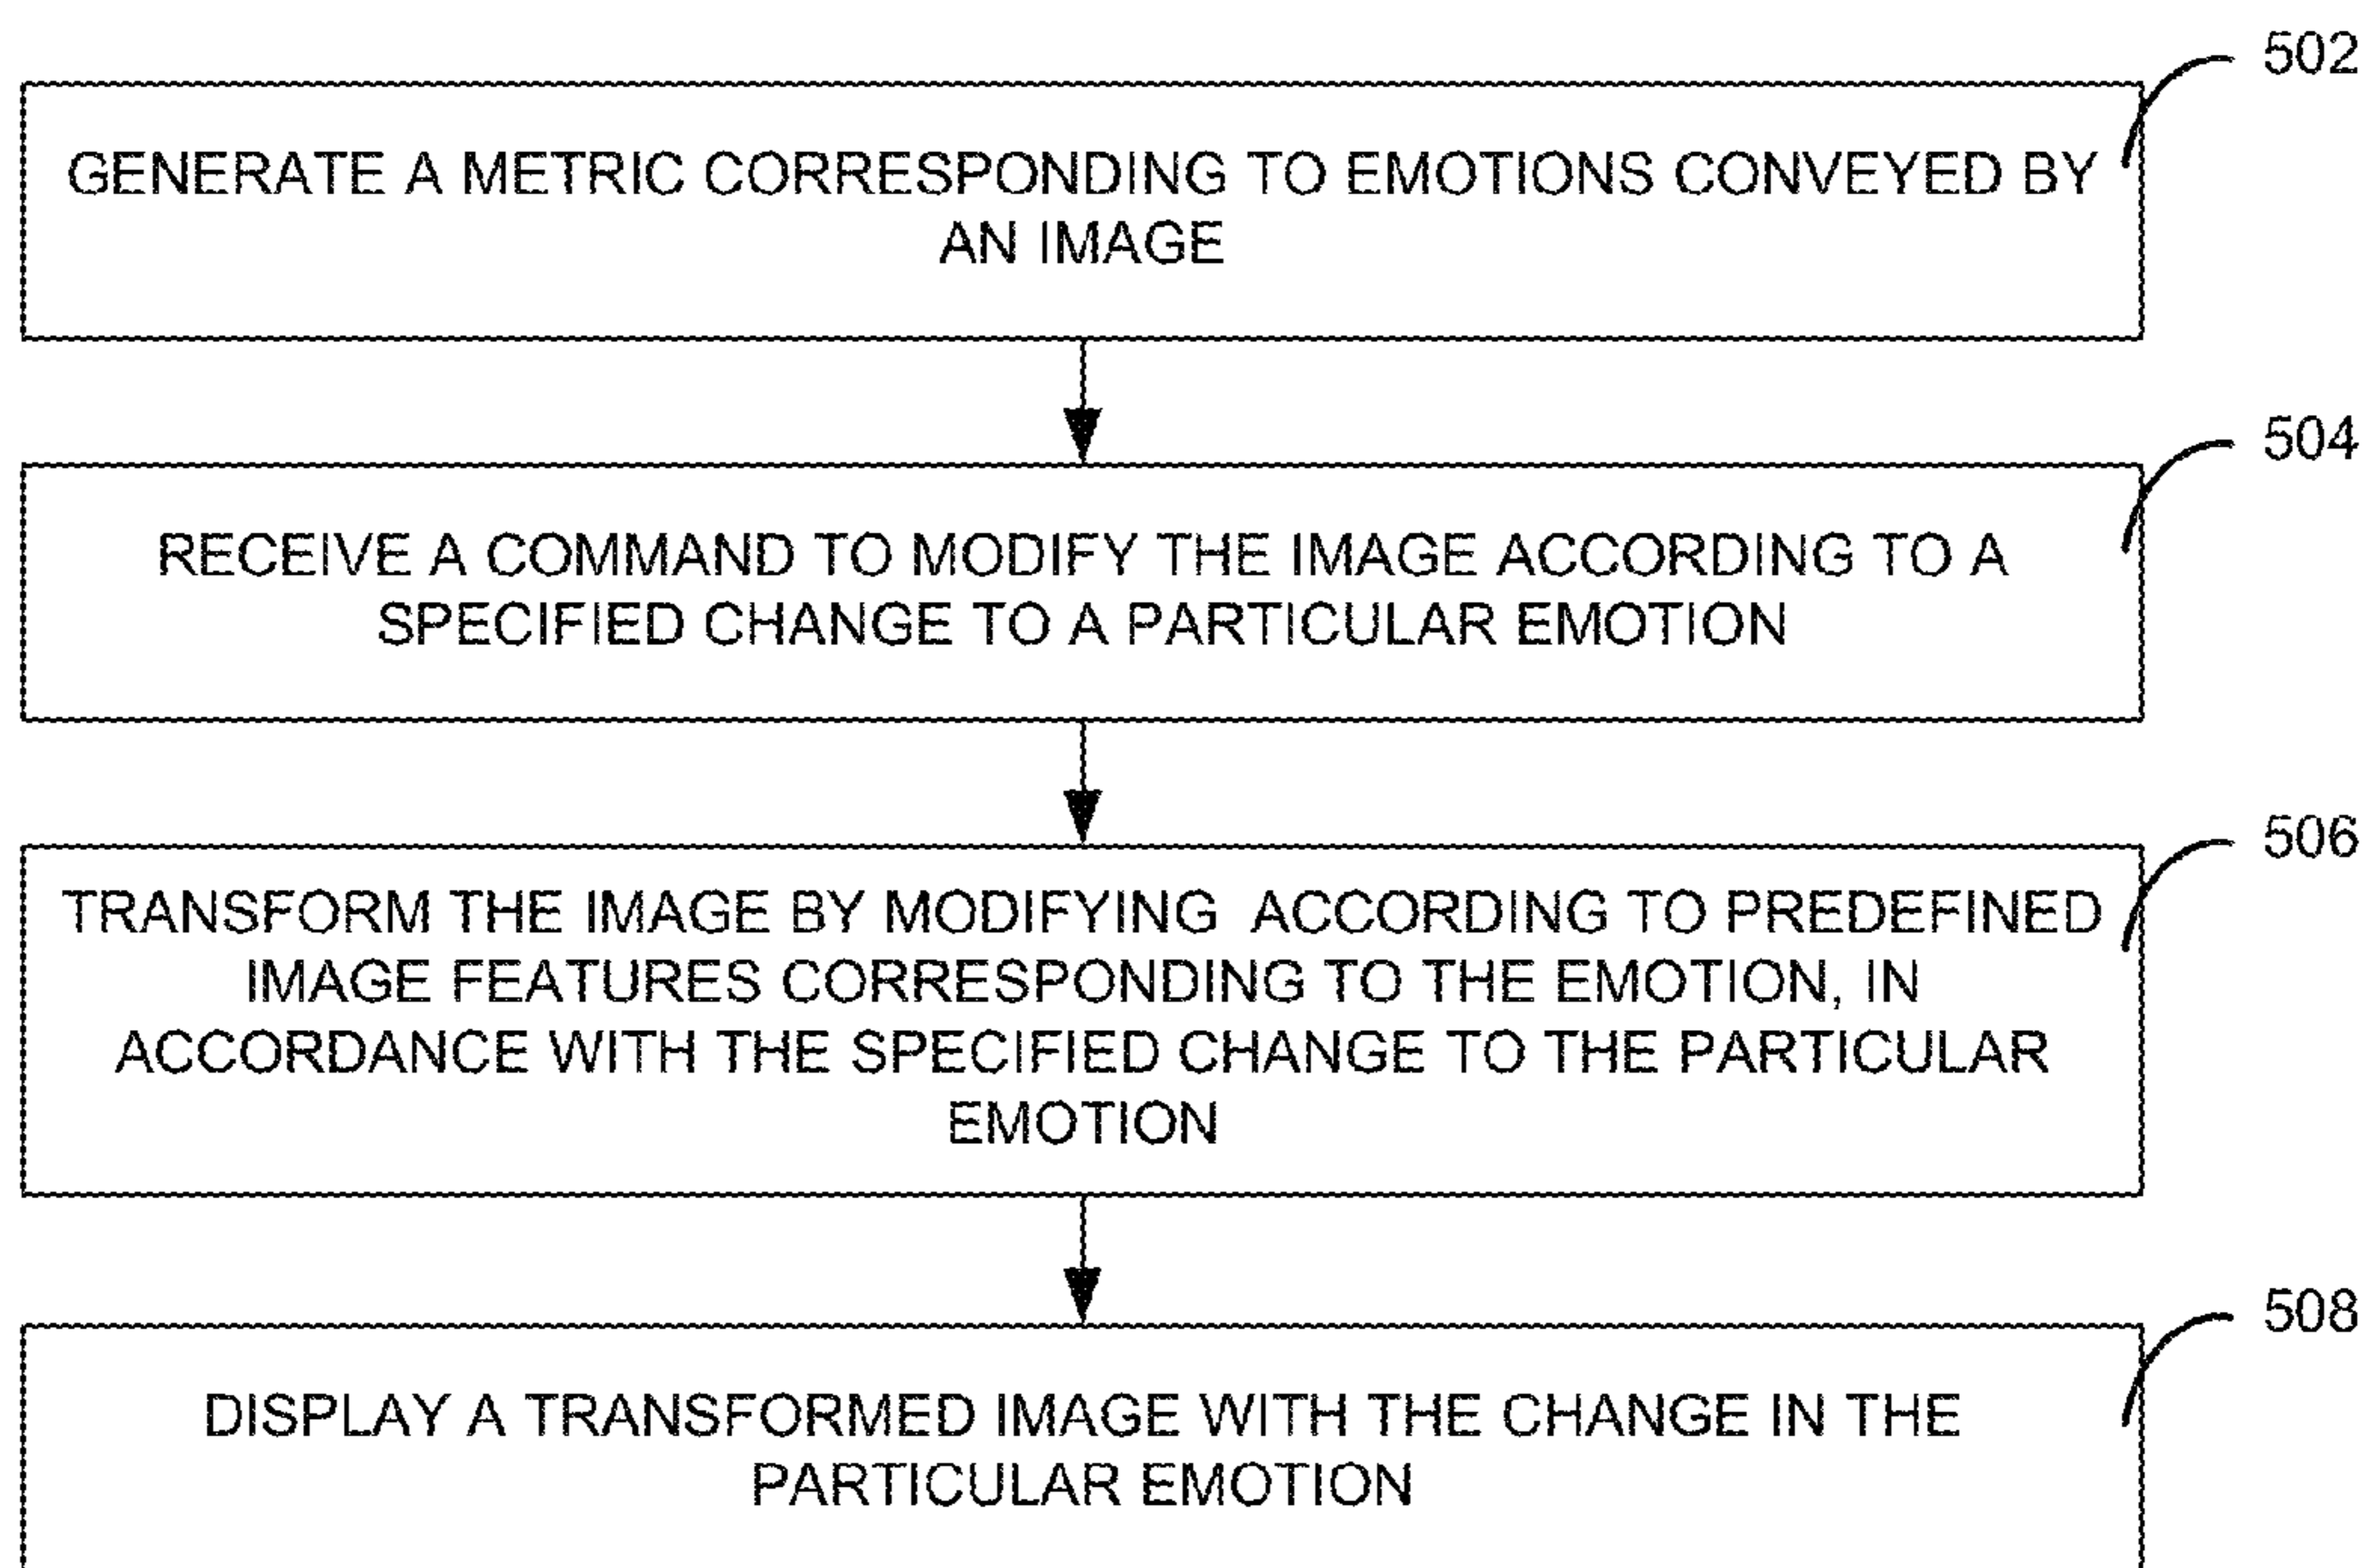 502
GENERATE A METRIC CORRESPONDING TO EMOTIONS CONVEYED BY
AN IMAGE
504
RECEIVE A COMMAND TO MODIFY THE IMAGE ACCORDING TO A
SPECIFIED CHANGE TO A PARTICULAR EMOTION
506
TRANSFORM THE IMAGE BY MODIFYING  ACCORDING TO PREDEFINED
IMAGE FEATURES CORRESPONDING TO THE EMOTION, IN
ACCORDANCE WITH THE SPECIFIED CHANGE TO THE PARTICULAR
EMOTION
508
DISPLAY A TRANSFORMED IMAGE WITH THE CHANGE IN THE
PARTICULAR EMOTION